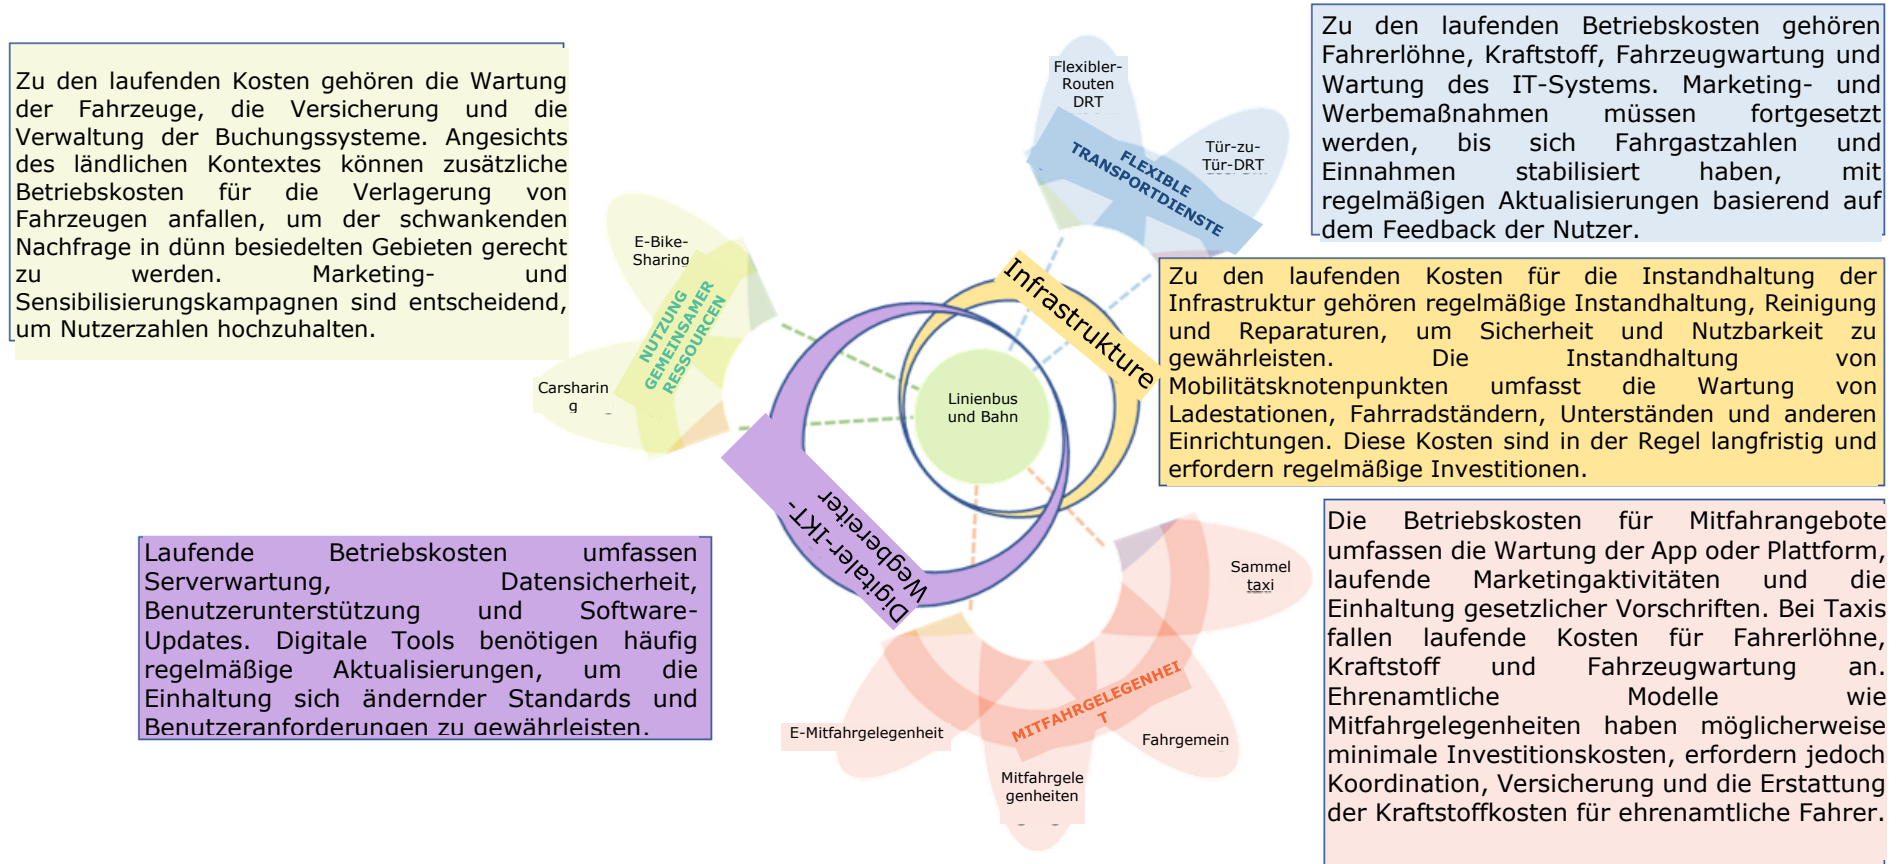 Zu den laufenden Kosten gehören die Wartung
der Fahrzeuge, die Versicherung und die
Verwaltung der Buchungssysteme. Angesichts
des ländlichen Kontextes können zusätzliche
Betriebskosten für die Verlagerung von
Fahrzeugen anfallen, um der schwankenden
Nachfrage in dünn besiedelten Gebieten gerecht
zu werden. Marketing- und
Sensibilisierungskampagnen sind entscheidend,
um Nutzerzahlen hochzuhalten.
Flexibler-
Routen
DRT
Tür-zu-
Tür-DRT
FLEXIBLE
TRANSPORTDIENSTE
Zu den laufenden Betriebskosten gehören
Fahrerlöhne, Kraftstoff, Fahrzeugwartung und
Wartung des IT-Systems. Marketing- und
Werbemaßnahmen müssen fortgesetzt
werden, bis sich Fahrgastzahlen und
Einnahmen stabilisiert haben, mit
regelmäßigen Aktualisierungen basierend auf
dem Feedback der Nutzer.
E-Bike-
Sharing
NUTZUNG
GEMEINSAMER
RESSOURCEN
Carsharin
g
Infrastrukture
Linienbus
und Bahn
Zu den laufenden Kosten für die Instandhaltung der
Infrastruktur gehören regelmäßige Instandhaltung, Reinigung
und Reparaturen, um Sicherheit und Nutzbarkeit zu
gewährleisten. Die Instandhaltung von
Mobilitätsknotenpunkten umfasst die Wartung von
Ladestationen, Fahrradständern, Unterständen und anderen
Einrichtungen. Diese Kosten sind in der Regel langfristig und
erfordern regelmäßige Investitionen.
Digitaler-IKT-
Wegbereiter
Laufende Betriebskosten umfassen
Serverwartung, Datensicherheit,
Benutzerunterstützung und Software-
Updates. Digitale Tools benötigen häufig
regelmäßige Aktualisierungen, um die
Einhaltung sich ändernder Standards und
Benutzeranforderungen zu gewährleisten.
Sammel
taxi
MITFAHRGELEGENHEI
T
E-Mitfahrgelegenheit
Fahrgemein
Mitfahrgele
genheiten
Die Betriebskosten für Mitfahrangebote
umfassen die Wartung der App oder Plattform,
laufende Marketingaktivitäten und die
Einhaltung gesetzlicher Vorschriften. Bei Taxis
fallen laufende Kosten für Fahrerlöhne,
Kraftstoff und Fahrzeugwartung an.
Ehrenamtliche Modelle wie
Mitfahrgelegenheiten haben möglicherweise
minimale Investitionskosten, erfordern jedoch
Koordination, Versicherung und die Erstattung
der Kraftstoffkosten für ehrenamtliche Fahrer.